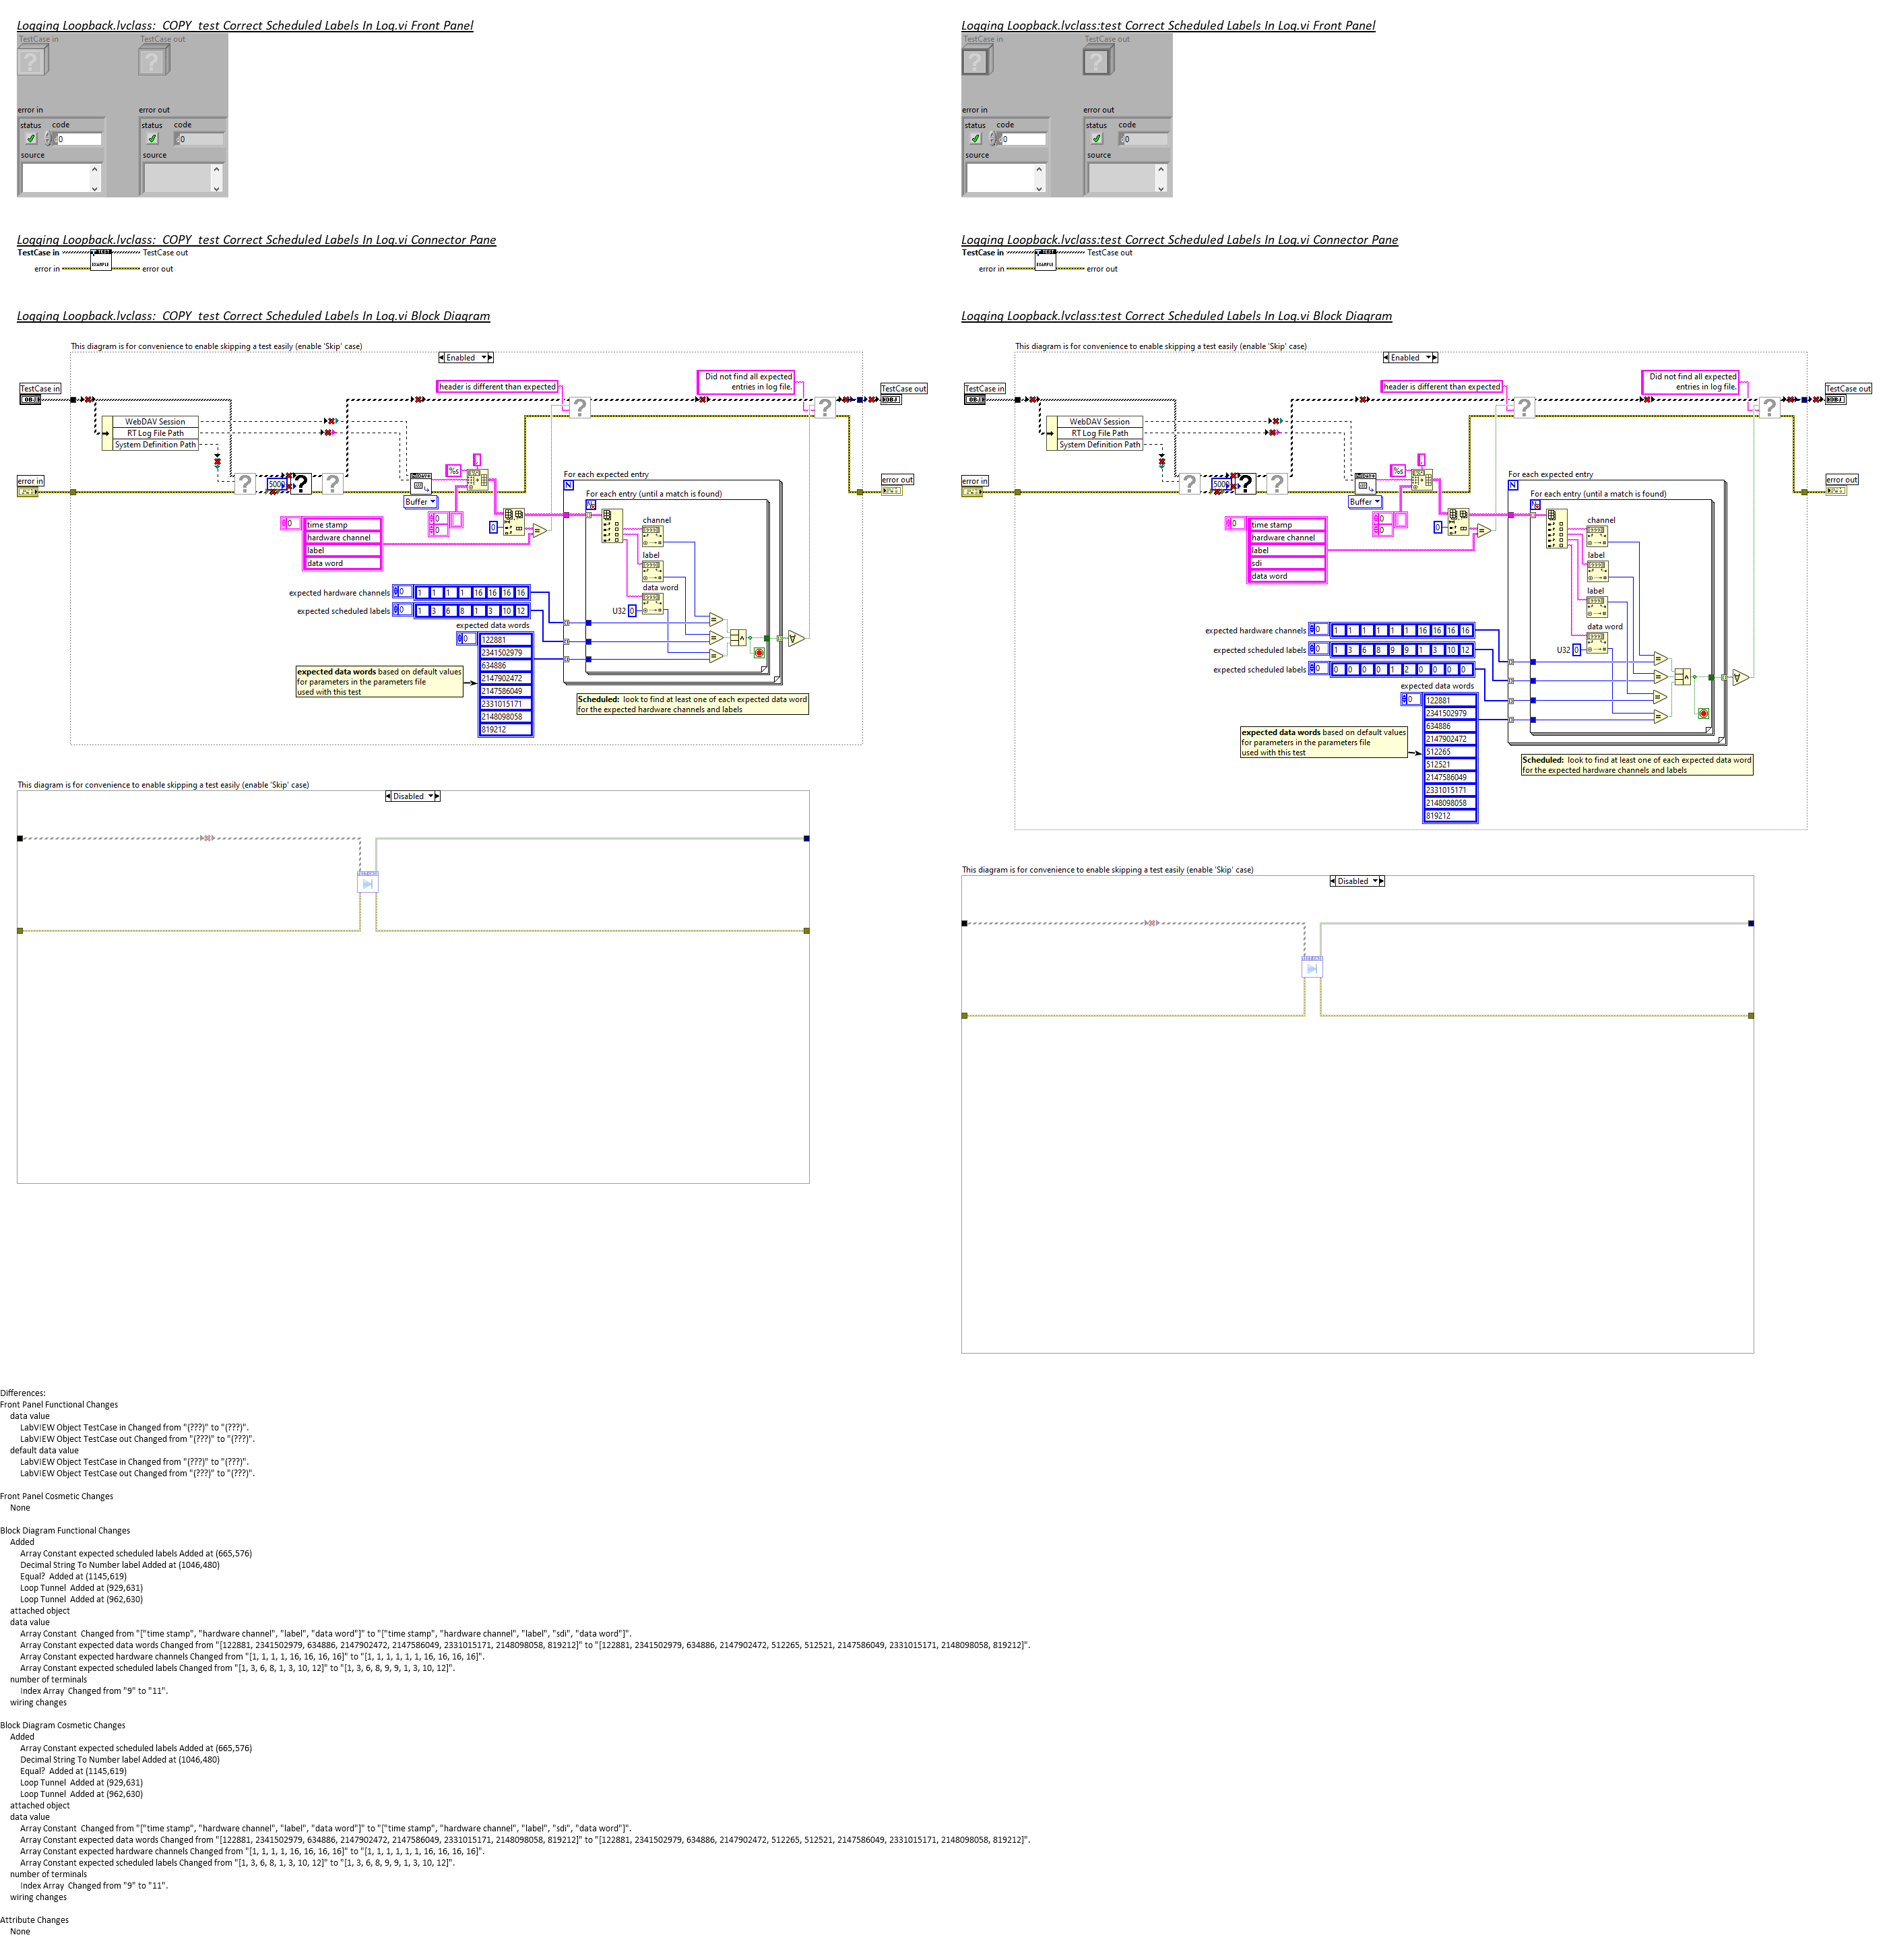 Logging Loopback.lvclass:_COPY_test Correct Scheduled Labels In Log.vi Front Panel
TestCase in
TestCase out
error in
error out
status
code
status
code
0
0
source
source
Logging Loopback.lvclass:_COPY_test Correct Scheduled Labels In Log.vi Connector Pane
TestCase in
TestCase out
error in
error out
Logging Loopback.lvclass:_COPY_test Correct Scheduled Labels In Log.vi Block Diagram
This diagram is for convenience to enable skipping a test easily (enable 'Skip' case)
Enabled
TestCase in
header is different than expected
Did not find all expected
entries in log file.
TestCase out
WebDAV Session
RT Log File Path
System Definition Path
error in
5000
Buffer
%s
For each expected entry
N
For each entry (until a match is found)
error out
0
time stamp
hardware channel
label
data word
0
0
0
channel
label
data word
U32 0
expected hardware channels 0 1 1 1 1 16 16 16 16
expected scheduled labels 0 1 3 6 8 1 3 10 12
expected data words
0
122881
2341502979
634886
2147902472
2147586049
2331015171
2148098058
819212
expected data words based on default values
for parameters in the parameters file
used with this test
Scheduled: look to find at least one of each expected data word
for the expected hardware channels and labels
This diagram is for convenience to enable skipping a test easily (enable 'Skip' case)
Disabled
Logging Loopback.lvclass:test Correct Scheduled Labels In Log.vi Front Panel
TestCase in
TestCase out
error in
error out
status
code
status
code
0
0
source
source
Logging Loopback.lvclass:test Correct Scheduled Labels In Log.vi Connector Pane
TestCase in
TestCase out
error in
error out
Logging Loopback.lvclass:test Correct Scheduled Labels In Log.vi Block Diagram
This diagram is for convenience to enable skipping a test easily (enable 'Skip' case)
Enabled
TestCase in
header is different than expected
Did not find all expected
entries in log file.
TestCase out
WebDAV Session
RT Log File Path
System Definition Path
error in
5000
Buffer
%s
For each expected entry
N
For each entry (until a match is found)
error out
0
time stamp
hardware channel
label
sdi
data word
0
0
0
channel
label
label
data word
U32 0
expected hardware channels 0 1 1 1 1 1 1 16 16 16 16
expected scheduled labels 0 1 3 6 8 9 9 1 3 10 12
expected scheduled labels 0 0 0 0 0 1 2 0 0 0 0
expected data words
0
122881
2341502979
634886
2147902472
512265
512521
2147586049
2331015171
2148098058
819212
expected data words based on default values
for parameters in the parameters file
used with this test
Scheduled: look to find at least one of each expected data word
for the expected hardware channels and labels
This diagram is for convenience to enable skipping a test easily (enable 'Skip' case)
Disabled
Differences:
Front Panel Functional Changes
data value
LabVIEW Object TestCase in Changed from "(???)" to "(???)".
LabVIEW Object TestCase out Changed from "(???)" to "(???)".
default data value
LabVIEW Object TestCase in Changed from "(???)" to "(???)".
LabVIEW Object TestCase out Changed from "(???)" to "(???)".
Front Panel Cosmetic Changes
None
Block Diagram Functional Changes
Added
Array Constant expected scheduled labels Added at (665,576)
Decimal String To Number label Added at (1046,480)
Equal? Added at (1145,619)
Loop Tunnel Added at (929,631)
Loop Tunnel Added at (962,630)
attached object
data value
Array Constant Changed from "["time stamp", "hardware channel", "label", "data word"]" to "["time stamp", "hardware channel", "label", "sdi", "data word"]".
Array Constant expected data words Changed from "[122881, 2341502979, 634886, 2147902472, 2147586049, 2331015171, 2148098058, 819212]" to "[122881, 2341502979, 634886, 2147902472, 512265, 512521, 2147586049, 2331015171, 2148098058, 819212]".
Array Constant expected hardware channels Changed from "[1, 1, 1, 1, 16, 16, 16, 16]" to "[1, 1, 1, 1, 1, 1, 16, 16, 16, 16]".
Array Constant expected scheduled labels Changed from "[1, 3, 6, 8, 1, 3, 10, 12]" to "[1, 3, 6, 8, 9, 9, 1, 3, 10, 12]".
number of terminals
Index Array Changed from "9" to "11".
wiring changes
Block Diagram Cosmetic Changes
Added
Array Constant expected scheduled labels Added at (665,576)
Decimal String To Number label Added at (1046,480)
Equal? Added at (1145,619)
Loop Tunnel Added at (929,631)
Loop Tunnel Added at (962,630)
attached object
data value
Array Constant Changed from "["time stamp", "hardware channel", "label", "data word"]" to "["time stamp", "hardware channel", "label", "sdi", "data word"]".
Array Constant expected data words Changed from "[122881, 2341502979, 634886, 2147902472, 2147586049, 2331015171, 2148098058, 819212]" to "[122881, 2341502979, 634886, 2147902472, 512265, 512521, 2147586049, 2331015171, 2148098058, 819212]".
Array Constant expected hardware channels Changed from "[1, 1, 1, 1, 16, 16, 16, 16]" to "[1, 1, 1, 1, 1, 1, 16, 16, 16, 16]".
Array Constant expected scheduled labels Changed from "[1, 3, 6, 8, 1, 3, 10, 12]" to "[1, 3, 6, 8, 9, 9, 1, 3, 10, 12]".
number of terminals
Index Array Changed from "9" to "11".
wiring changes
Attribute Changes
None